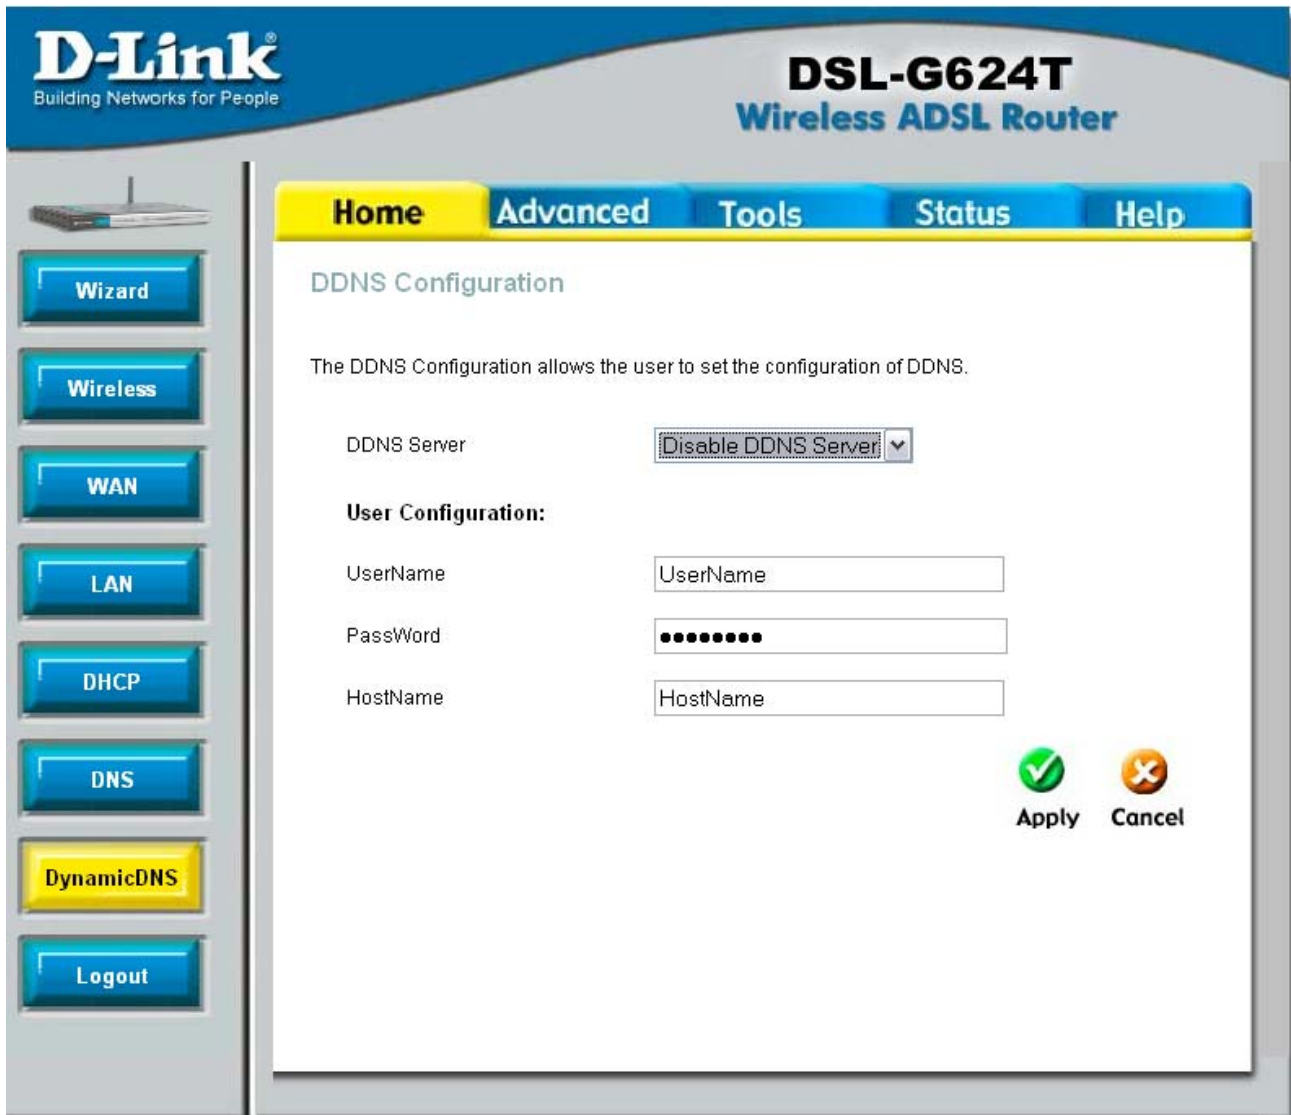 D-Link®
Building Networks for People
DSL-G624T
Wireless ADSL Router
Home Advanced Tools Status Help
Wizard
Wireless
WAN
LAN
DHCP
DNS
DynamicDNS
Logout
DDNS Configuration
The DDNS Configuration allows the user to set the configuration of DDNS.
DDNS Server Disable DDNS Server
User Configuration:
UserName UserName
PassWord ●●●●●●●●
HostName HostName
Apply Cancel